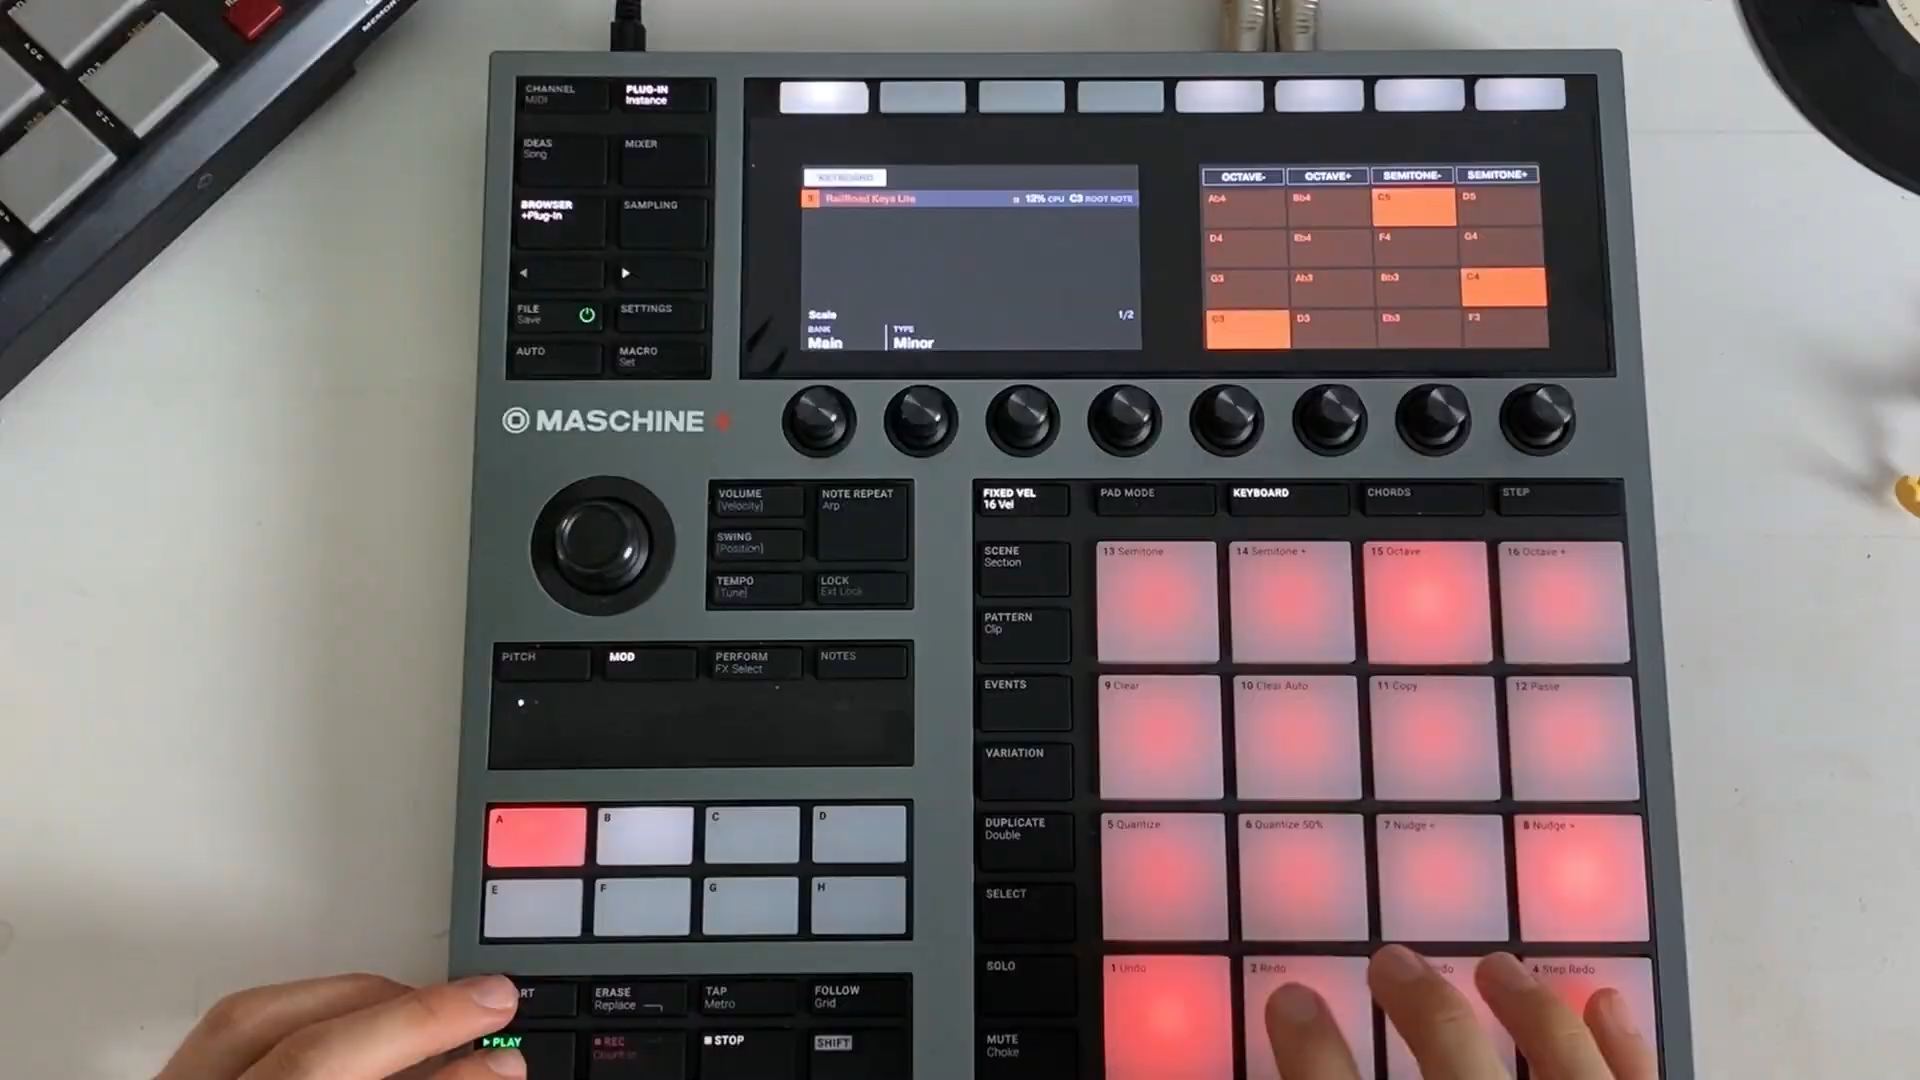 CHANNEL
MIDI
PLUG-IN
Instance
IDEAS
Song
MIXER
BROWSER
+Plug-In
SAMPLING
FILE
Save
SETTINGS
AUTO
MACRO
Set
MASCHINE +
KEYBOARD
RailRoad Keys Lite
12% CPU C3 ROOT NOTE
Scale
1/2
BANK
Main
TYPE
Minor
OCTAVE- OCTAVE+ SEMITONE- SEMITONE+
Ab4 Bb4 C5 D5
D4 Eb4 F4 G4
G3 Ab3 Bb3 C4
C3 D3 Eb3 F3
VOLUME
[Velocity]
NOTE REPEAT
Arp
SWING
[Position]
TEMPO
[Tune]
LOCK
Ext Lock
FIXED VEL
16 Vel
PAD MODE
KEYBOARD
CHORDS
STEP
SCENE
Section
PATTERN
Clip
EVENTS
VARIATION
DUPLICATE
Double
SELECT
SOLO
MUTE
Choke
13 Semitone
14 Semitone +
15 Octave
16 Octave +
9 Clear
10 Clear Auto
11 Copy
12 Paste
5 Quantize
6 Quantize 50%
7 Nudge <
8 Nudge >
1 Undo
2 Redo
4 Step Redo
PITCH
MOD
PERFORM
FX Select
NOTES
A B C D
E F G H
ERASE
Replace
TAP
Metro
FOLLOW
Grid
PLAY
REC
Count In
STOP
SHIFT